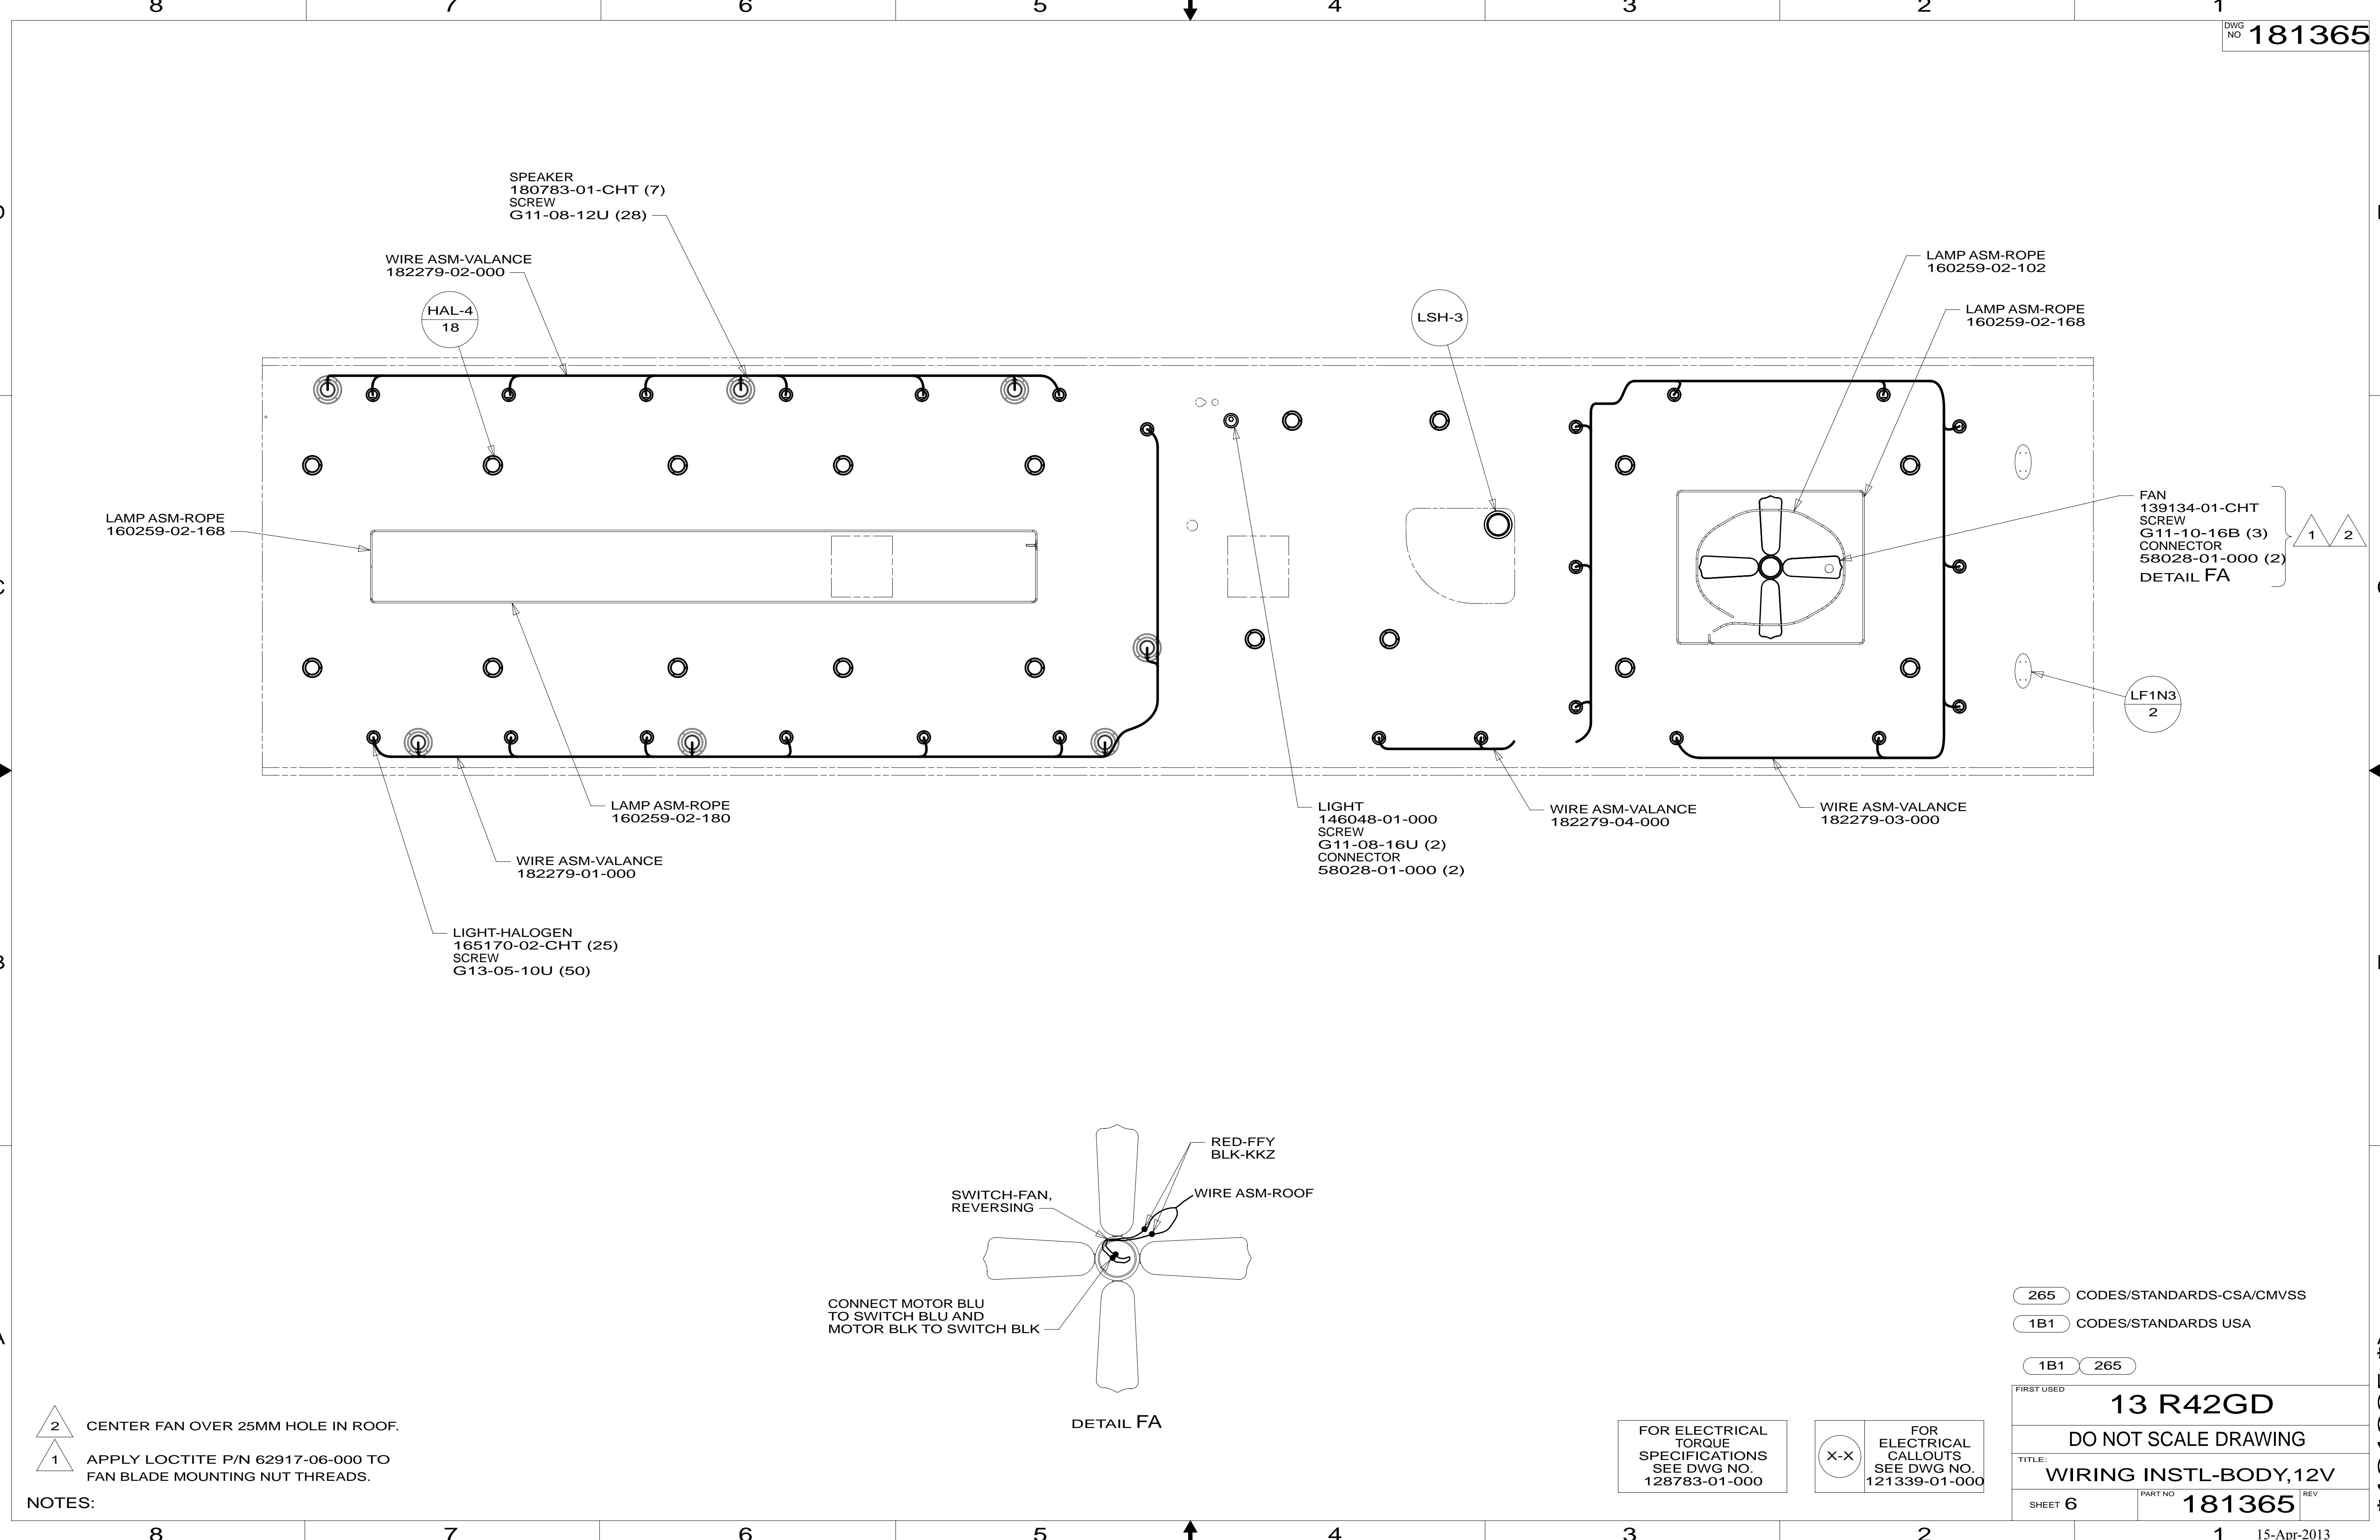 8 7 6 5 4 3 2 1
DWG NO 181365
SPEAKER
180783-01-CHT (7)
SCREW
G11-08-12U (28)
WIRE ASM-VALANCE
182279-02-000
HAL-4
18
LSH-3
LAMP ASM-ROPE
160259-02-102
LAMP ASM-ROPE
160259-02-168
LAMP ASM-ROPE
160259-02-168
FAN
139134-01-CHT
SCREW
G11-10-16B (3)
CONNECTOR
58028-01-000 (2)
DETAIL FA
1 2
LF1N3
2
LAMP ASM-ROPE
160259-02-180
WIRE ASM-VALANCE
182279-01-000
LIGHT
146048-01-000
SCREW
G11-08-16U (2)
CONNECTOR
58028-01-000 (2)
WIRE ASM-VALANCE
182279-04-000
WIRE ASM-VALANCE
182279-03-000
LIGHT-HALOGEN
165170-02-CHT (25)
SCREW
G13-05-10U (50)
RED-FFY
BLK-KKZ
SWITCH-FAN,
REVERSING
WIRE ASM-ROOF
CONNECT MOTOR BLU
TO SWITCH BLU AND
MOTOR BLK TO SWITCH BLK
DETAIL FA
265 CODES/STANDARDS-CSA/CMVSS
1B1 CODES/STANDARDS USA
1B1 265
2 CENTER FAN OVER 25MM HOLE IN ROOF.
1 APPLY LOCTITE P/N 62917-06-000 TO
FAN BLADE MOUNTING NUT THREADS.
NOTES:
FOR ELECTRICAL
TORQUE
SPECIFICATIONS
SEE DWG NO.
128783-01-000
X-X
FOR
ELECTRICAL
CALLOUTS
SEE DWG NO.
121339-01-000
FIRST USED
13 R42GD
DO NOT SCALE DRAWING
TITLE:
WIRING INSTL-BODY,12V
SHEET 6
PART NO 181365
REV
8 7 6 5 4 3 2 1
15-Apr-2013